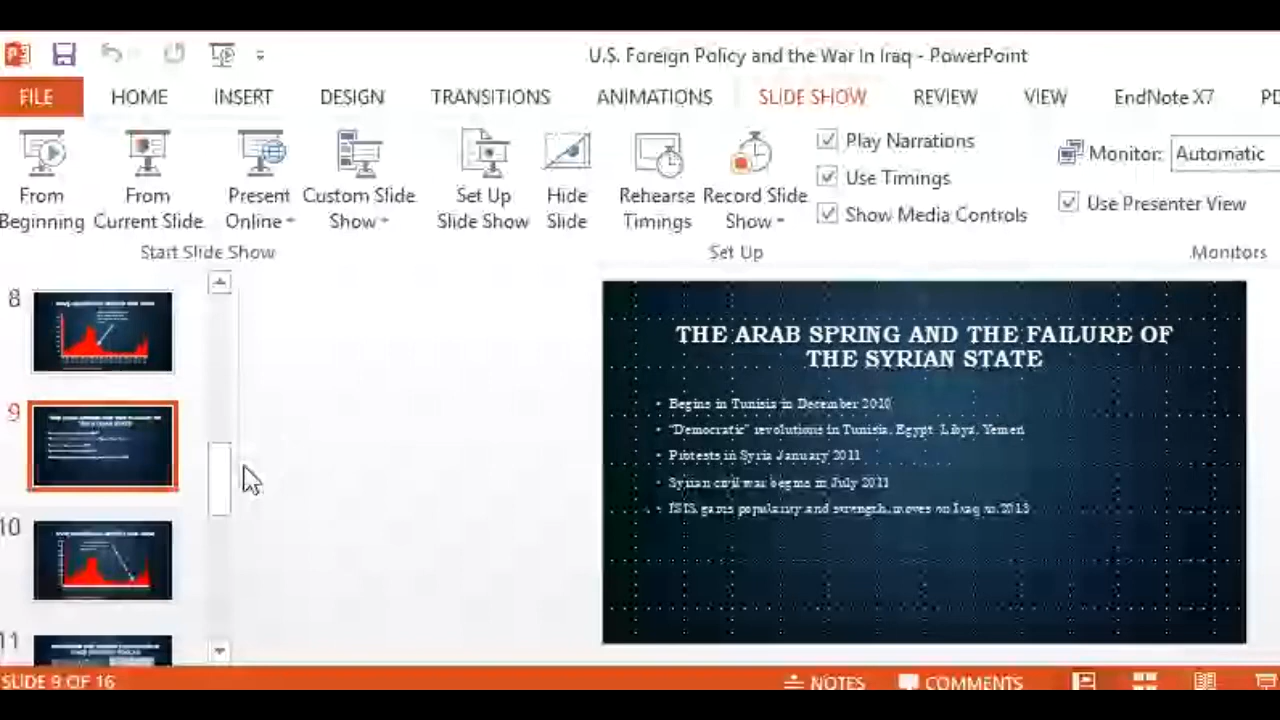 U.S. Foreign Policy and the War In Iraq - PowerPoint
FILE HOME INSERT DESIGN TRANSITIONS ANIMATIONS SLIDE SHOW REVIEW VIEW EndNote X7 PD
From Beginning
From Current Slide
Present Online
Custom Slide Show
Set Up Slide Show
Hide Slide
Rehearse Timings
Record Slide Show
Play Narrations
Use Timings
Show Media Controls
Monitor: Automatic
Use Presenter View
Start Slide Show
Set Up
Monitors
8
9
10
11
THE ARAB SPRING AND THE FAILURE OF
THE SYRIAN STATE
• Begins in Tunisia in December 2010
• "Democratic" revolutions in Tunisia, Egypt, Libya, Yemen
• Protests in Syria January 2011
• Syrian civil war begins in July 2011
• ISIS gains popularity and strength, moves on Iraq in 2013
SLIDE 9 OF 16
NOTES
COMMENTS